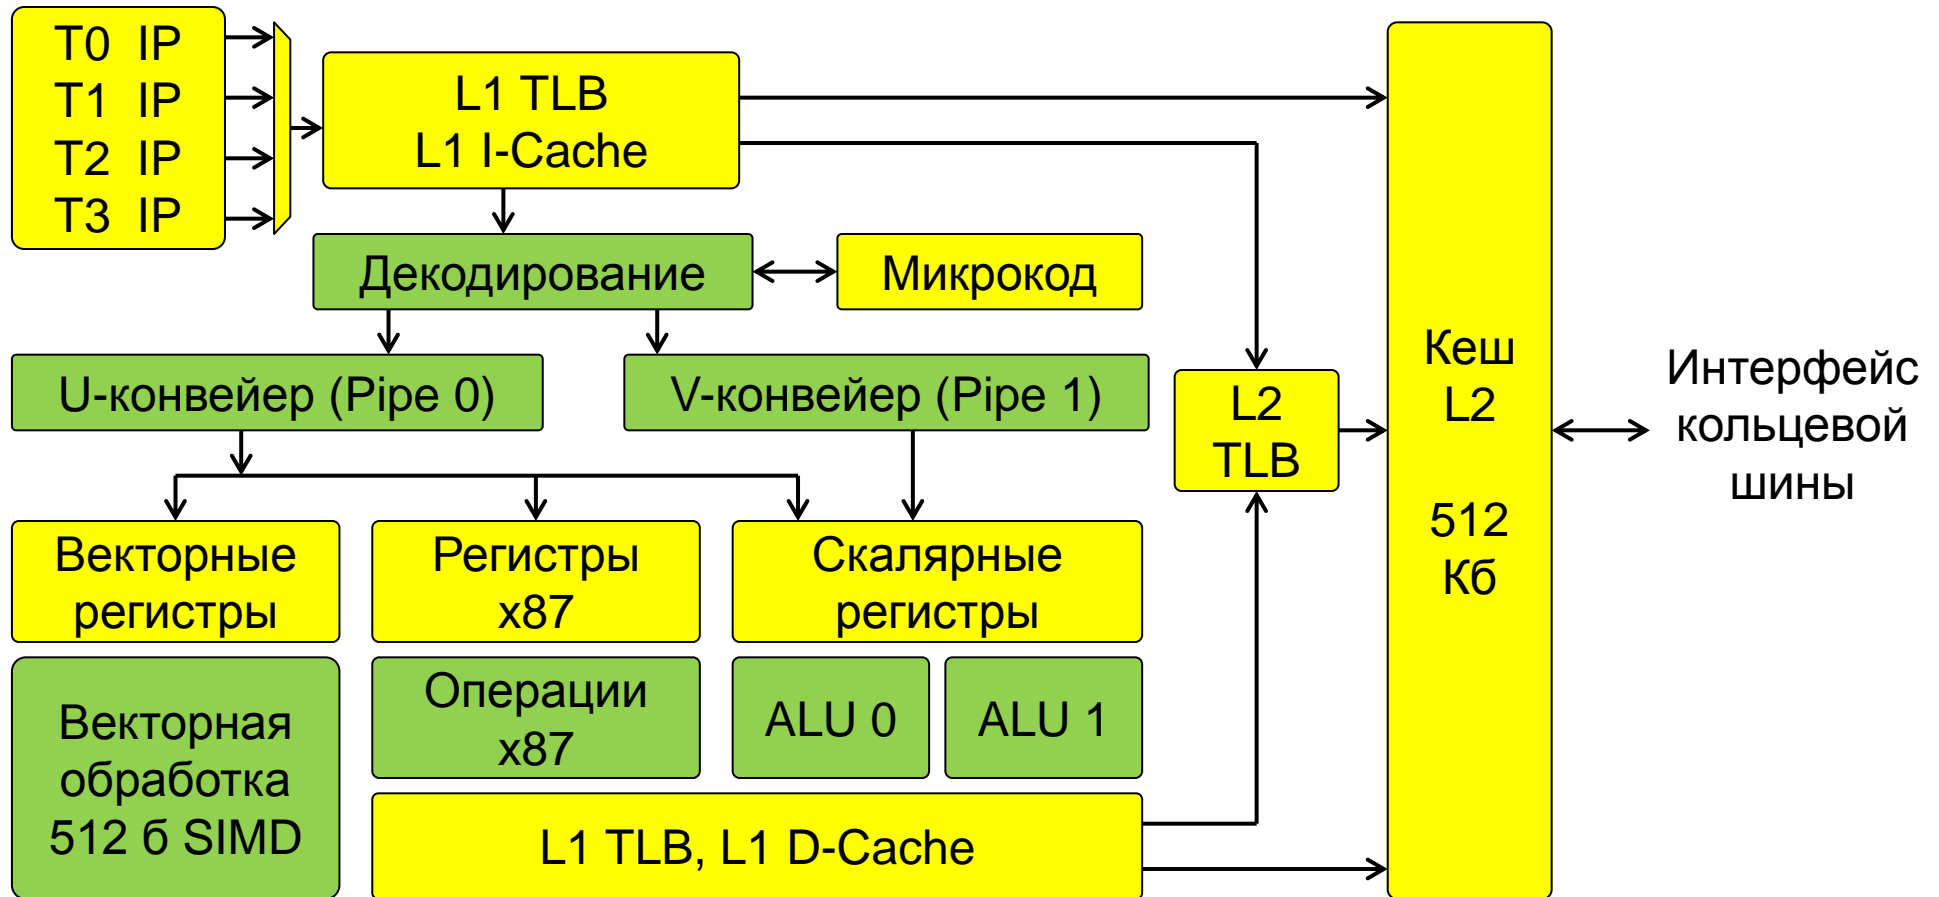 T0 IP
T1 IP
T2 IP
T3 IP
L1 TLB
L1 I-Cache
Декодирование
Микрокод
U-конвейер (Pipe 0)
V-конвейер (Pipe 1)
L2
TLB
Кеш
L2
512
Кб
Интерфейс
кольцевой
шины
Векторные
регистры
Регистры
x87
Скалярные
регистры
Векторная
обработка
512 б SIMD
Операции
x87
ALU 0
ALU 1
L1 TLB, L1 D-Cache